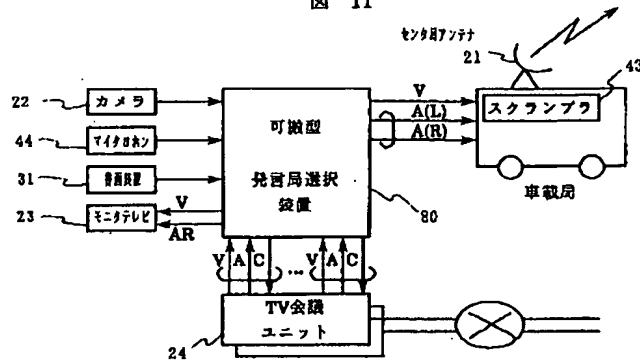 図 11
センタ用アンテナ
21
43
22
カメラ
44
マイクロホン
31
書画装置
23
モニタテレビ
V
AR
可搬型
発言局選択
装置
80
V
A(L)
A(R)
スクランブラ
車載局
V A C … V A C
TV会議
ユニット
24